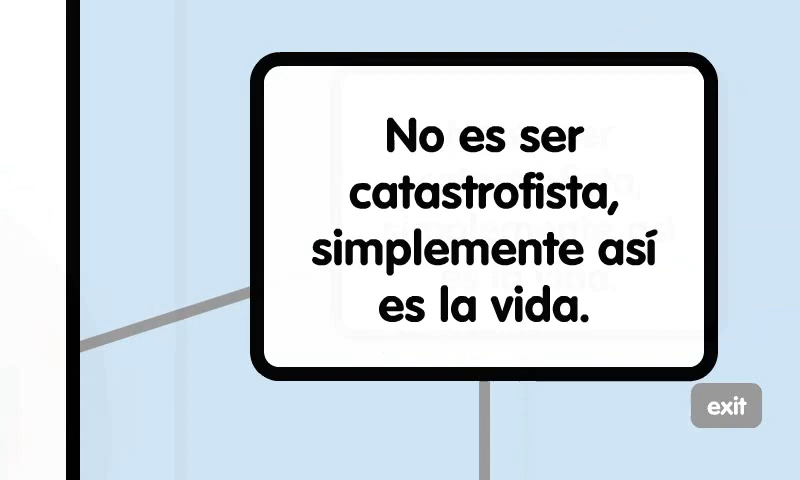 No es ser
catastrofista,
simplemente así
es la vida.
exit